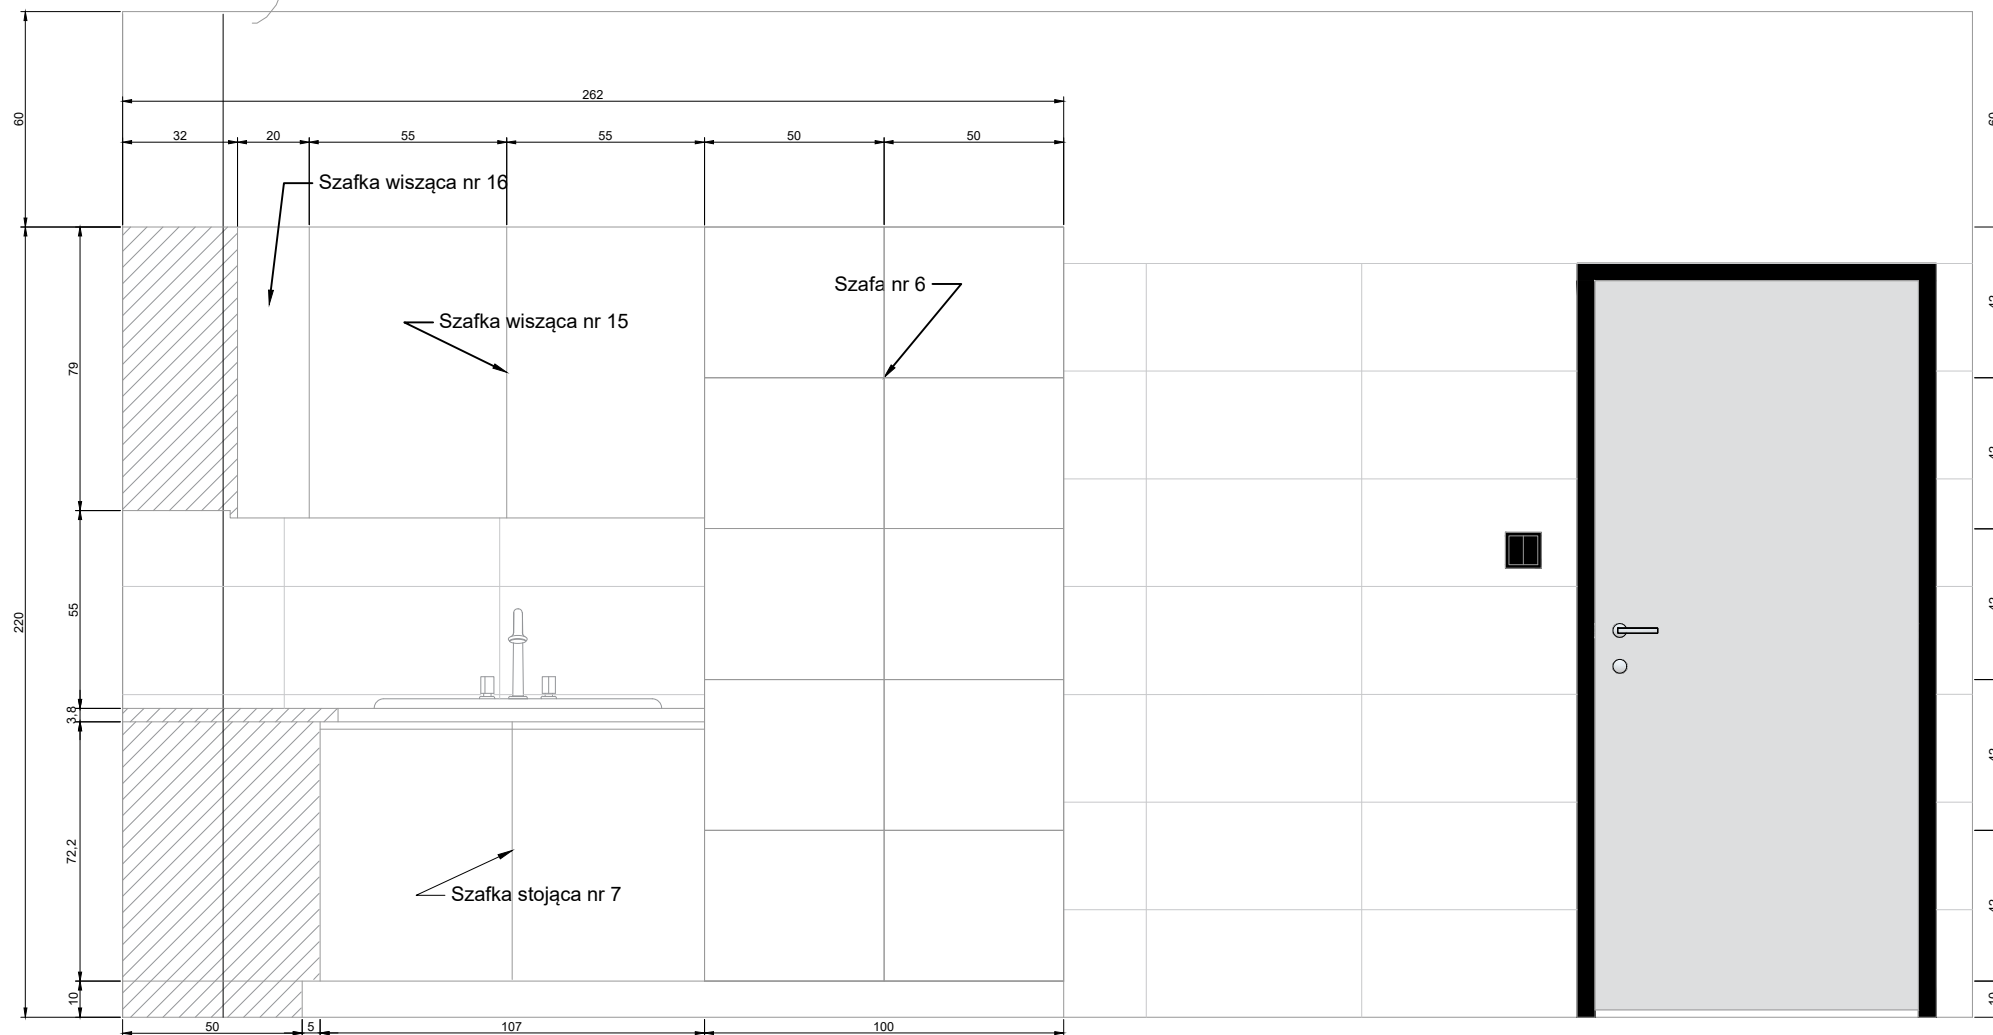 262
60
32 20 55 55 50 50
Szafka wisząca nr 16
Szafa nr 6
Szafka wisząca nr 15
79
55
220
3,8
72,2
Szafka stojąca nr 7
10
50 5 107 100